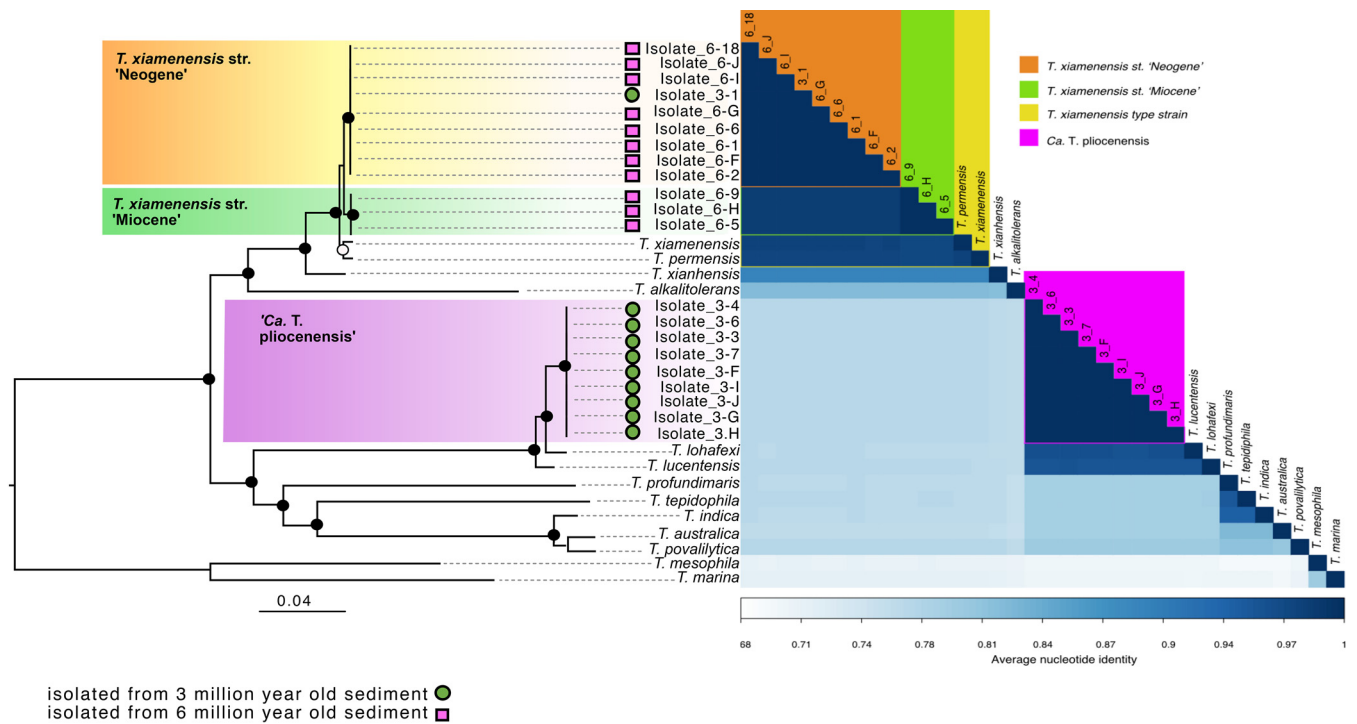 T. xiamenensis str.
'Neogene'
T. xiamenensis str.
'Miocene'
'Ca. T.
pliocenensis'
Isolate_6-18
Isolate_6-J
Isolate_6-I
Isolate_3-1
Isolate_6-G
Isolate_6-6
Isolate_6-1
Isolate_6-F
Isolate_6-2
Isolate_6-9
Isolate_6-H
Isolate_6-5
T. xiamenensis
T. permensis
T. xianhensis
T. alkalitolerans
Isolate_3-4
Isolate_3-6
Isolate_3-3
Isolate_3-7
Isolate_3-F
Isolate_3-I
Isolate_3-J
Isolate_3-G
Isolate_3.H
T. lohafexi
T. lucentensis
T. profundimaris
T. tepidophila
T. indica
T. australica
T. povalilytica
T. mesophila
T. marina
0.04
6_18
6_J
6_I
3_1
6_G
6_6
6_1
6_F
6_2
6_9
6_H
6_5
T. permensis
T. xiamenensis
T. xianhensis
T. alkalitolerans
3_4
3_6
3_3
3_7
3_F
3_I
3_J
3_G
3_H
T. lucentensis
T. lohafexi
T. profundimaris
T. tepidiphila
T. indica
T. australica
T. povalilytica
T. mesophila
T. marina
T. xiamenensis st. 'Neogene'
T. xiamenensis st. 'Miocene'
T. xiamenensis type strain
Ca. T. pliocenensis
68 0.71 0.74 0.78 0.81 0.84 0.87 0.9 0.94 0.97 1
Average nucleotide identity
isolated from 3 million year old sediment
isolated from 6 million year old sediment